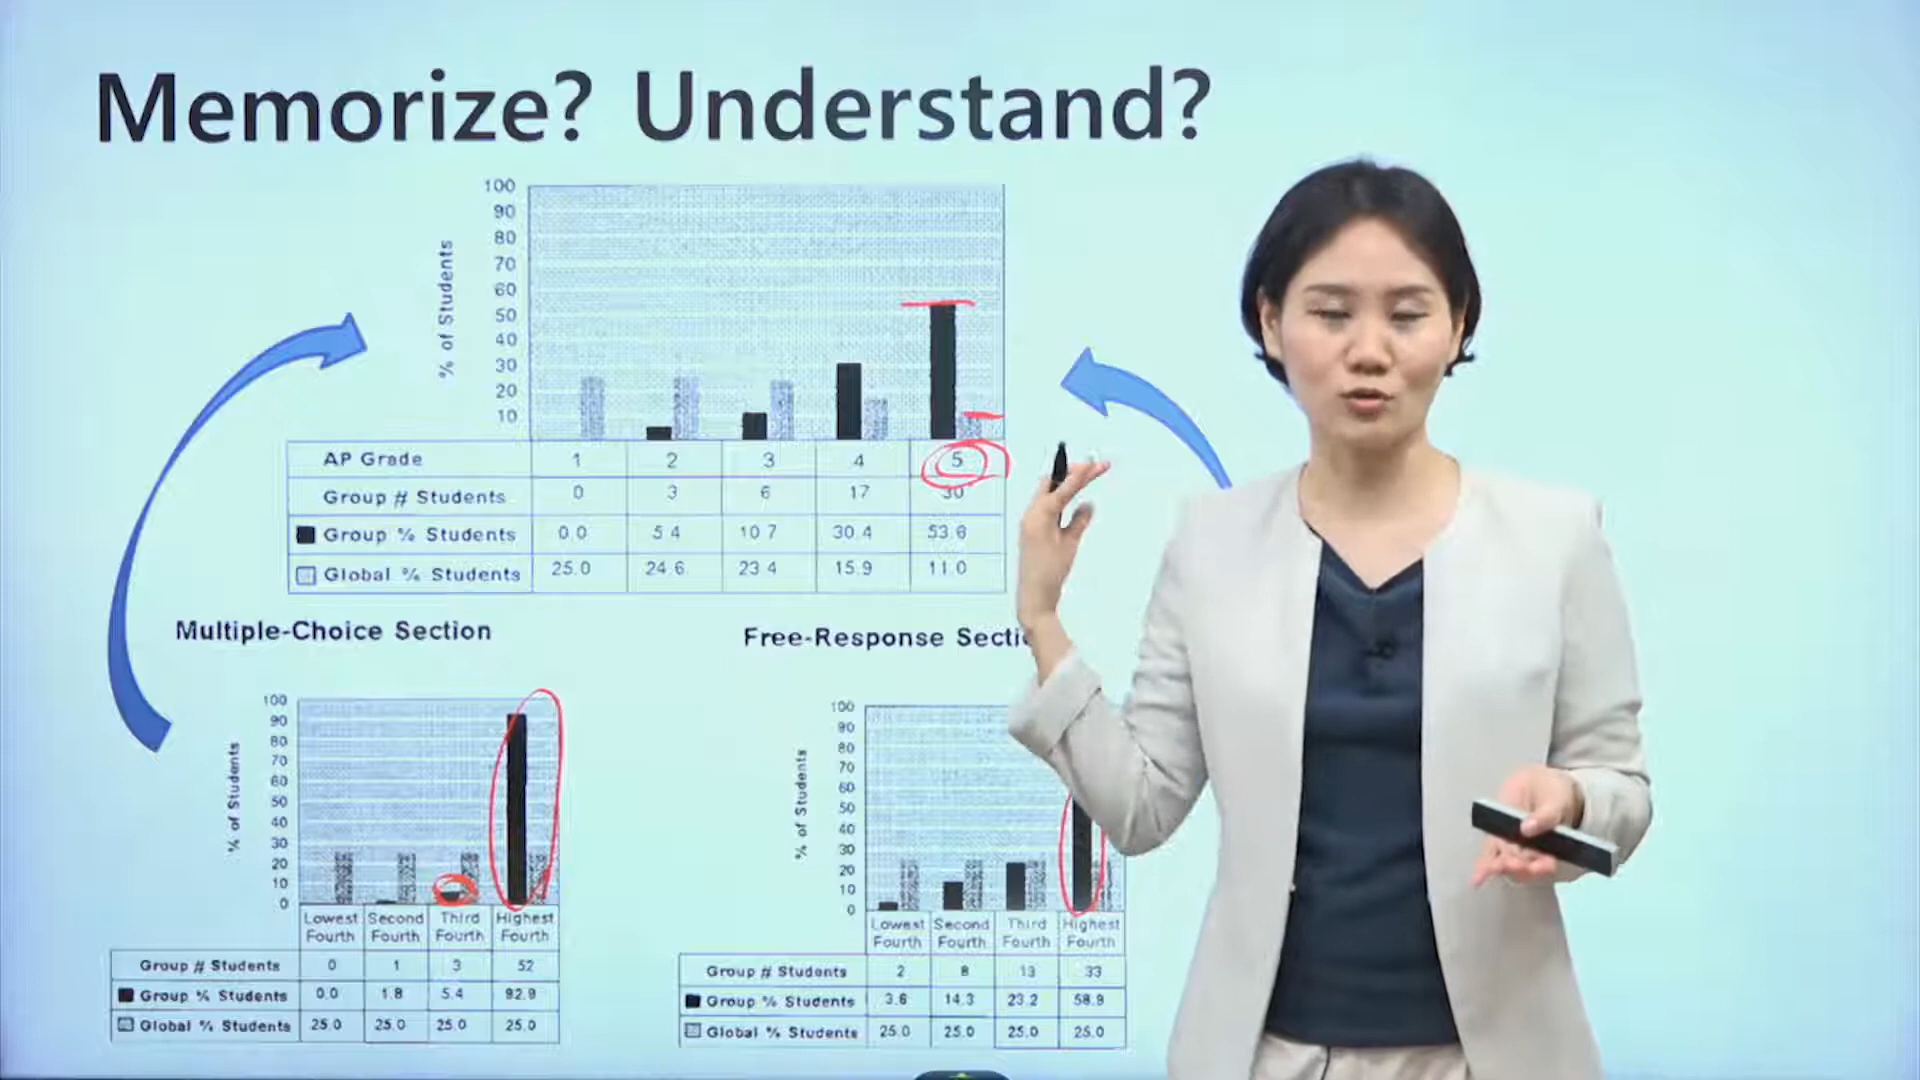 Memorize? Understand?
100
90
80
70
60
50
40
30
20
10
% of Students
AP Grade 1 2 3 4 5
Group # Students 0 3 6 17 30
Group % Students 0.0 5 4 10 7 30.4 53.6
Global % Students 25.0 24.6 23 4 15.9 11.0
Multiple-Choice Section
100
90
80
70
60
50
40
30
20
10
0
% of Students
Lowest Fourth Second Fourth Third Fourth Highest Fourth
Group # Students 0 1 3 52
Group % Students 0.0 1.8 5.4 92.9
Global % Students 25.0 25.0 25.0 25.0
Free-Response
100
90
80
70
60
50
40
30
20
10
0
% of Students
Lowest Fourth Second Fourth Third Fourth Highest Fourth
Group # Students 2 8 13 33
Group % Students 3.6 14.3 23.2 58.9
Global % Students 25.0 25.0 25.0 25.0